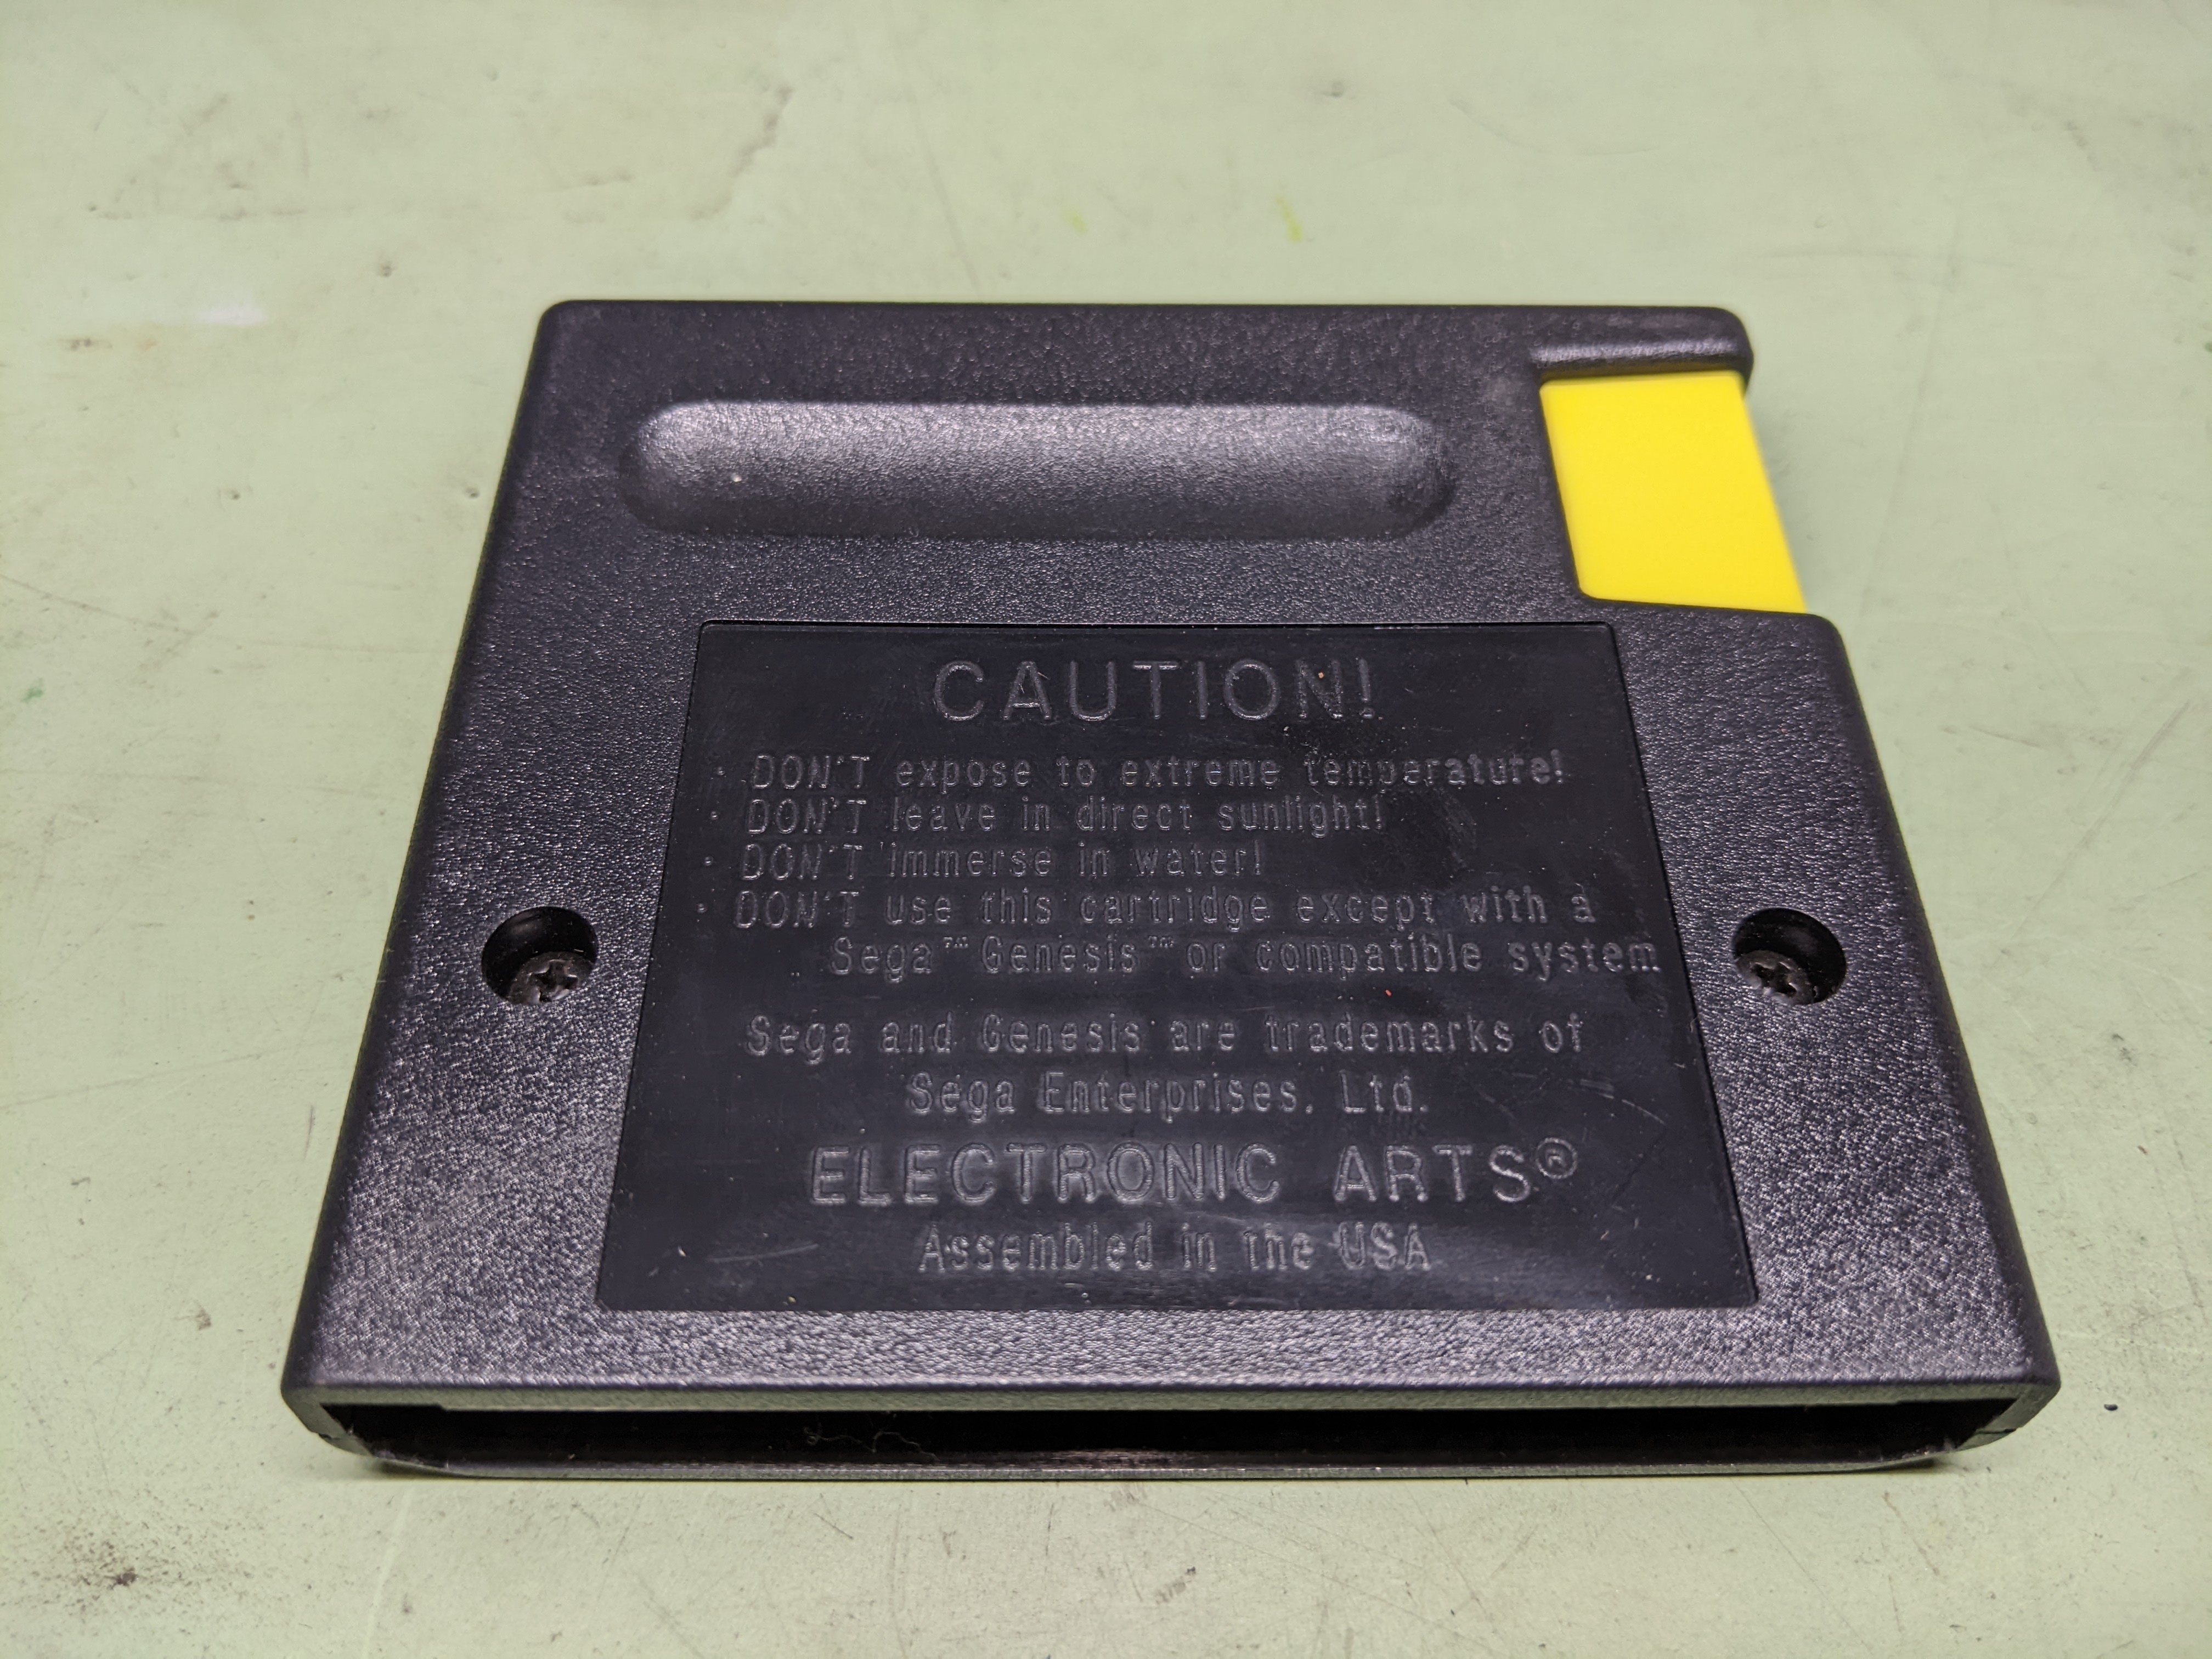 CAUTION!
· DON'T expose to extreme temperature!
· DON'T leave in direct sunlight!
· DON'T immerse in water!
· DON'T use this cartridge except with a
Sega™ Genesis™ or compatible system
Sega and Genesis are trademarks of
Sega Enterprises, Ltd.
ELECTRONIC ARTS®
Assembled in the USA